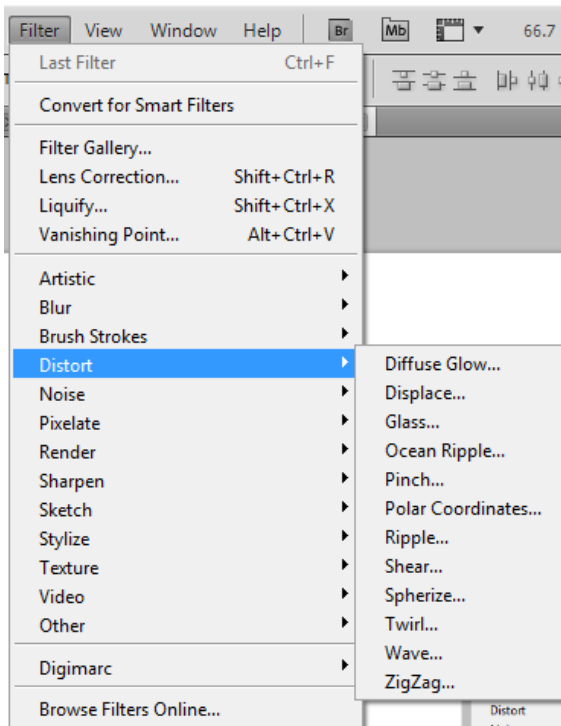 Filter View Window Help Br Mb 66.7
Last Filter Ctrl+F
Convert for Smart Filters
Filter Gallery...
Lens Correction... Shift+Ctrl+R
Liquify... Shift+Ctrl+X
Vanishing Point... Alt+Ctrl+V
Artistic
Blur
Brush Strokes
Distort
Noise
Pixelate
Render
Sharpen
Sketch
Stylize
Texture
Video
Other
Digimarc
Browse Filters Online...
Diffuse Glow...
Displace...
Glass...
Ocean Ripple...
Pinch...
Polar Coordinates...
Ripple...
Shear...
Spherize...
Twirl...
Wave...
ZigZag...
Distort